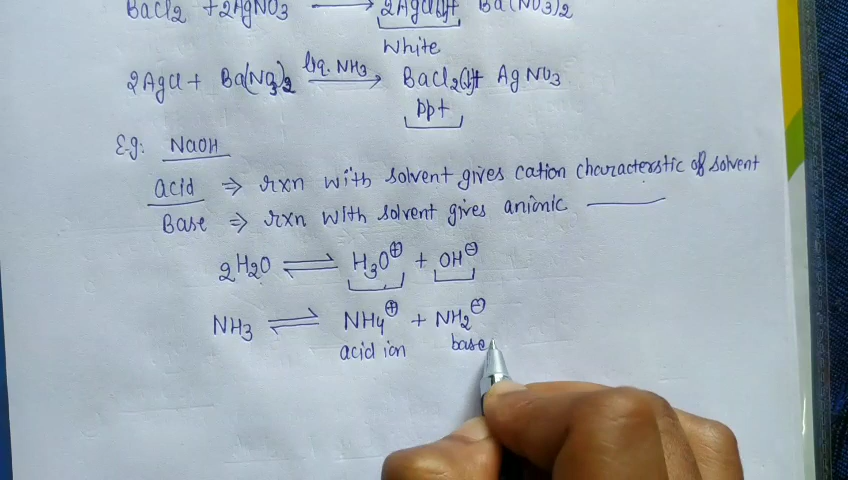 BaCl2 + 2AgNO3 ⟶ 2AgCl(↓)+ Ba(NO3)2
White
2AgCl + Ba(NO3)2 liq. NH3 ⟶ BaCl2(↓)+ AgNO3
ppt
E.g: NaOH
acid ⇒ rxn with solvent gives cation characterstic of solvent
Base ⇒ rxn with solvent gives anionic ———
2H2O ⇌ H3O⊕ + OH⊖
NH3 ⇌ NH4⊕ + NH2⊖
acid ion base